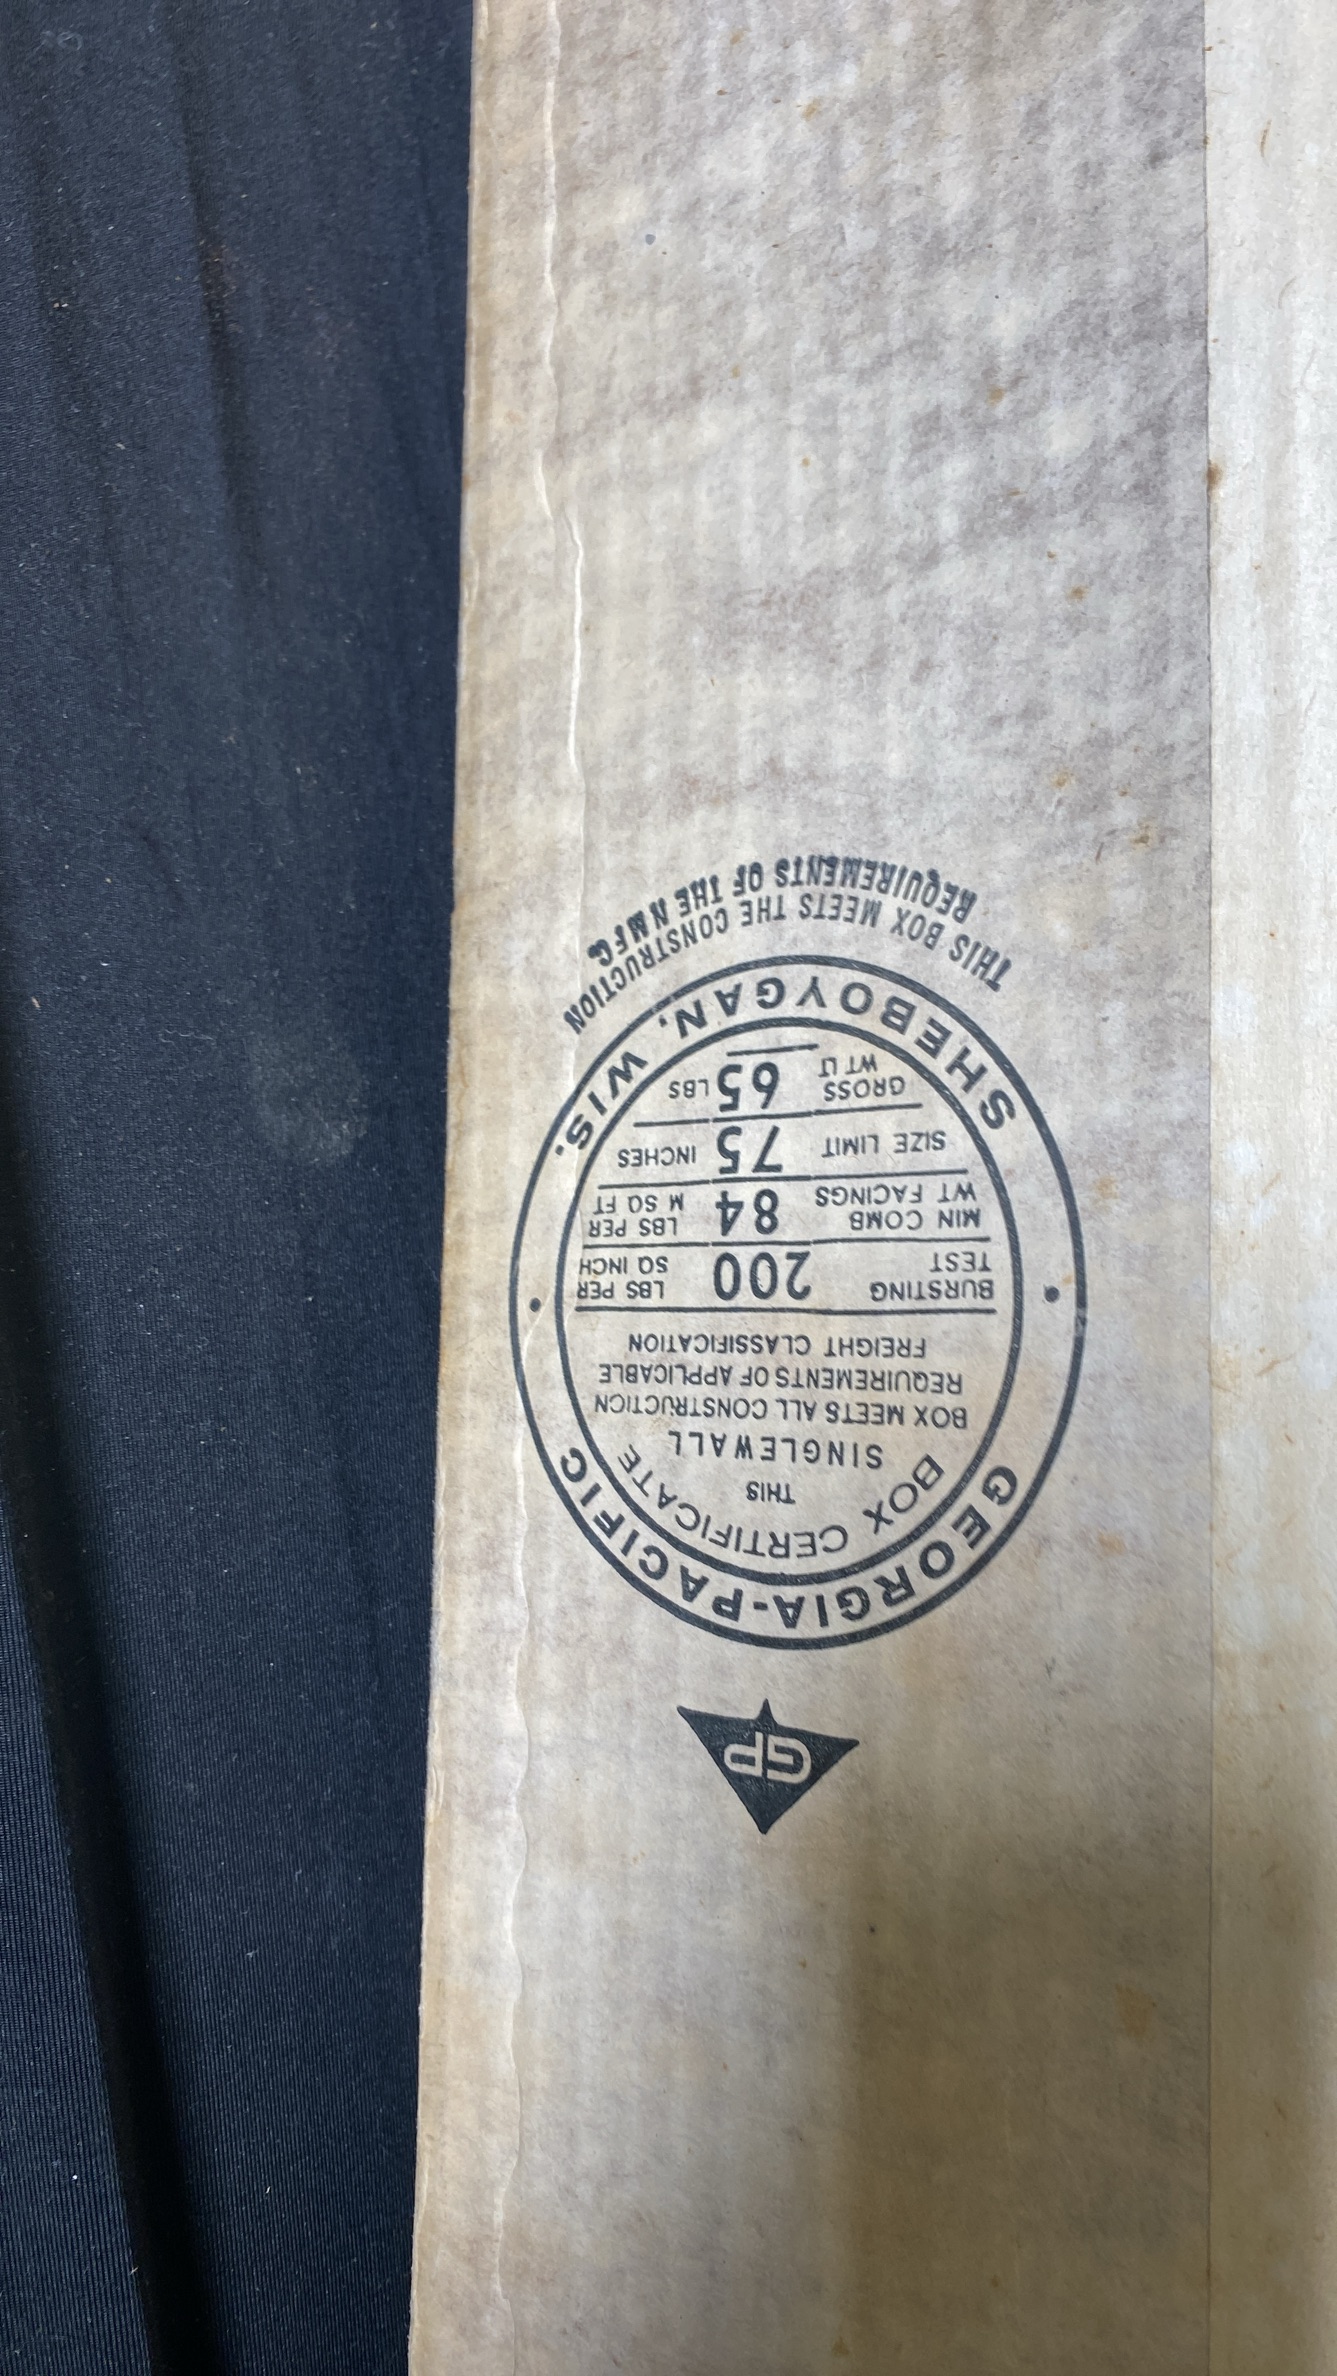 GP
GEORGIA-PACIFIC
BOX CERTIFICATE
THIS
SINGLEWALL
BOX MEETS ALL CONSTRUCTION
REQUIREMENTS OF APPLICABLE
FREIGHT CLASSIFICATION
BURSTING TEST 200 LBS PER SQ INCH
MIN COMB WT FACINGS 84 LBS PER M SQ FT
SIZE LIMIT 75 INCHES
GROSS WT LT 65 LBS
SHEBOYGAN, WIS.
THIS BOX MEETS THE CONSTRUCTION
REQUIREMENTS OF THE NMFC